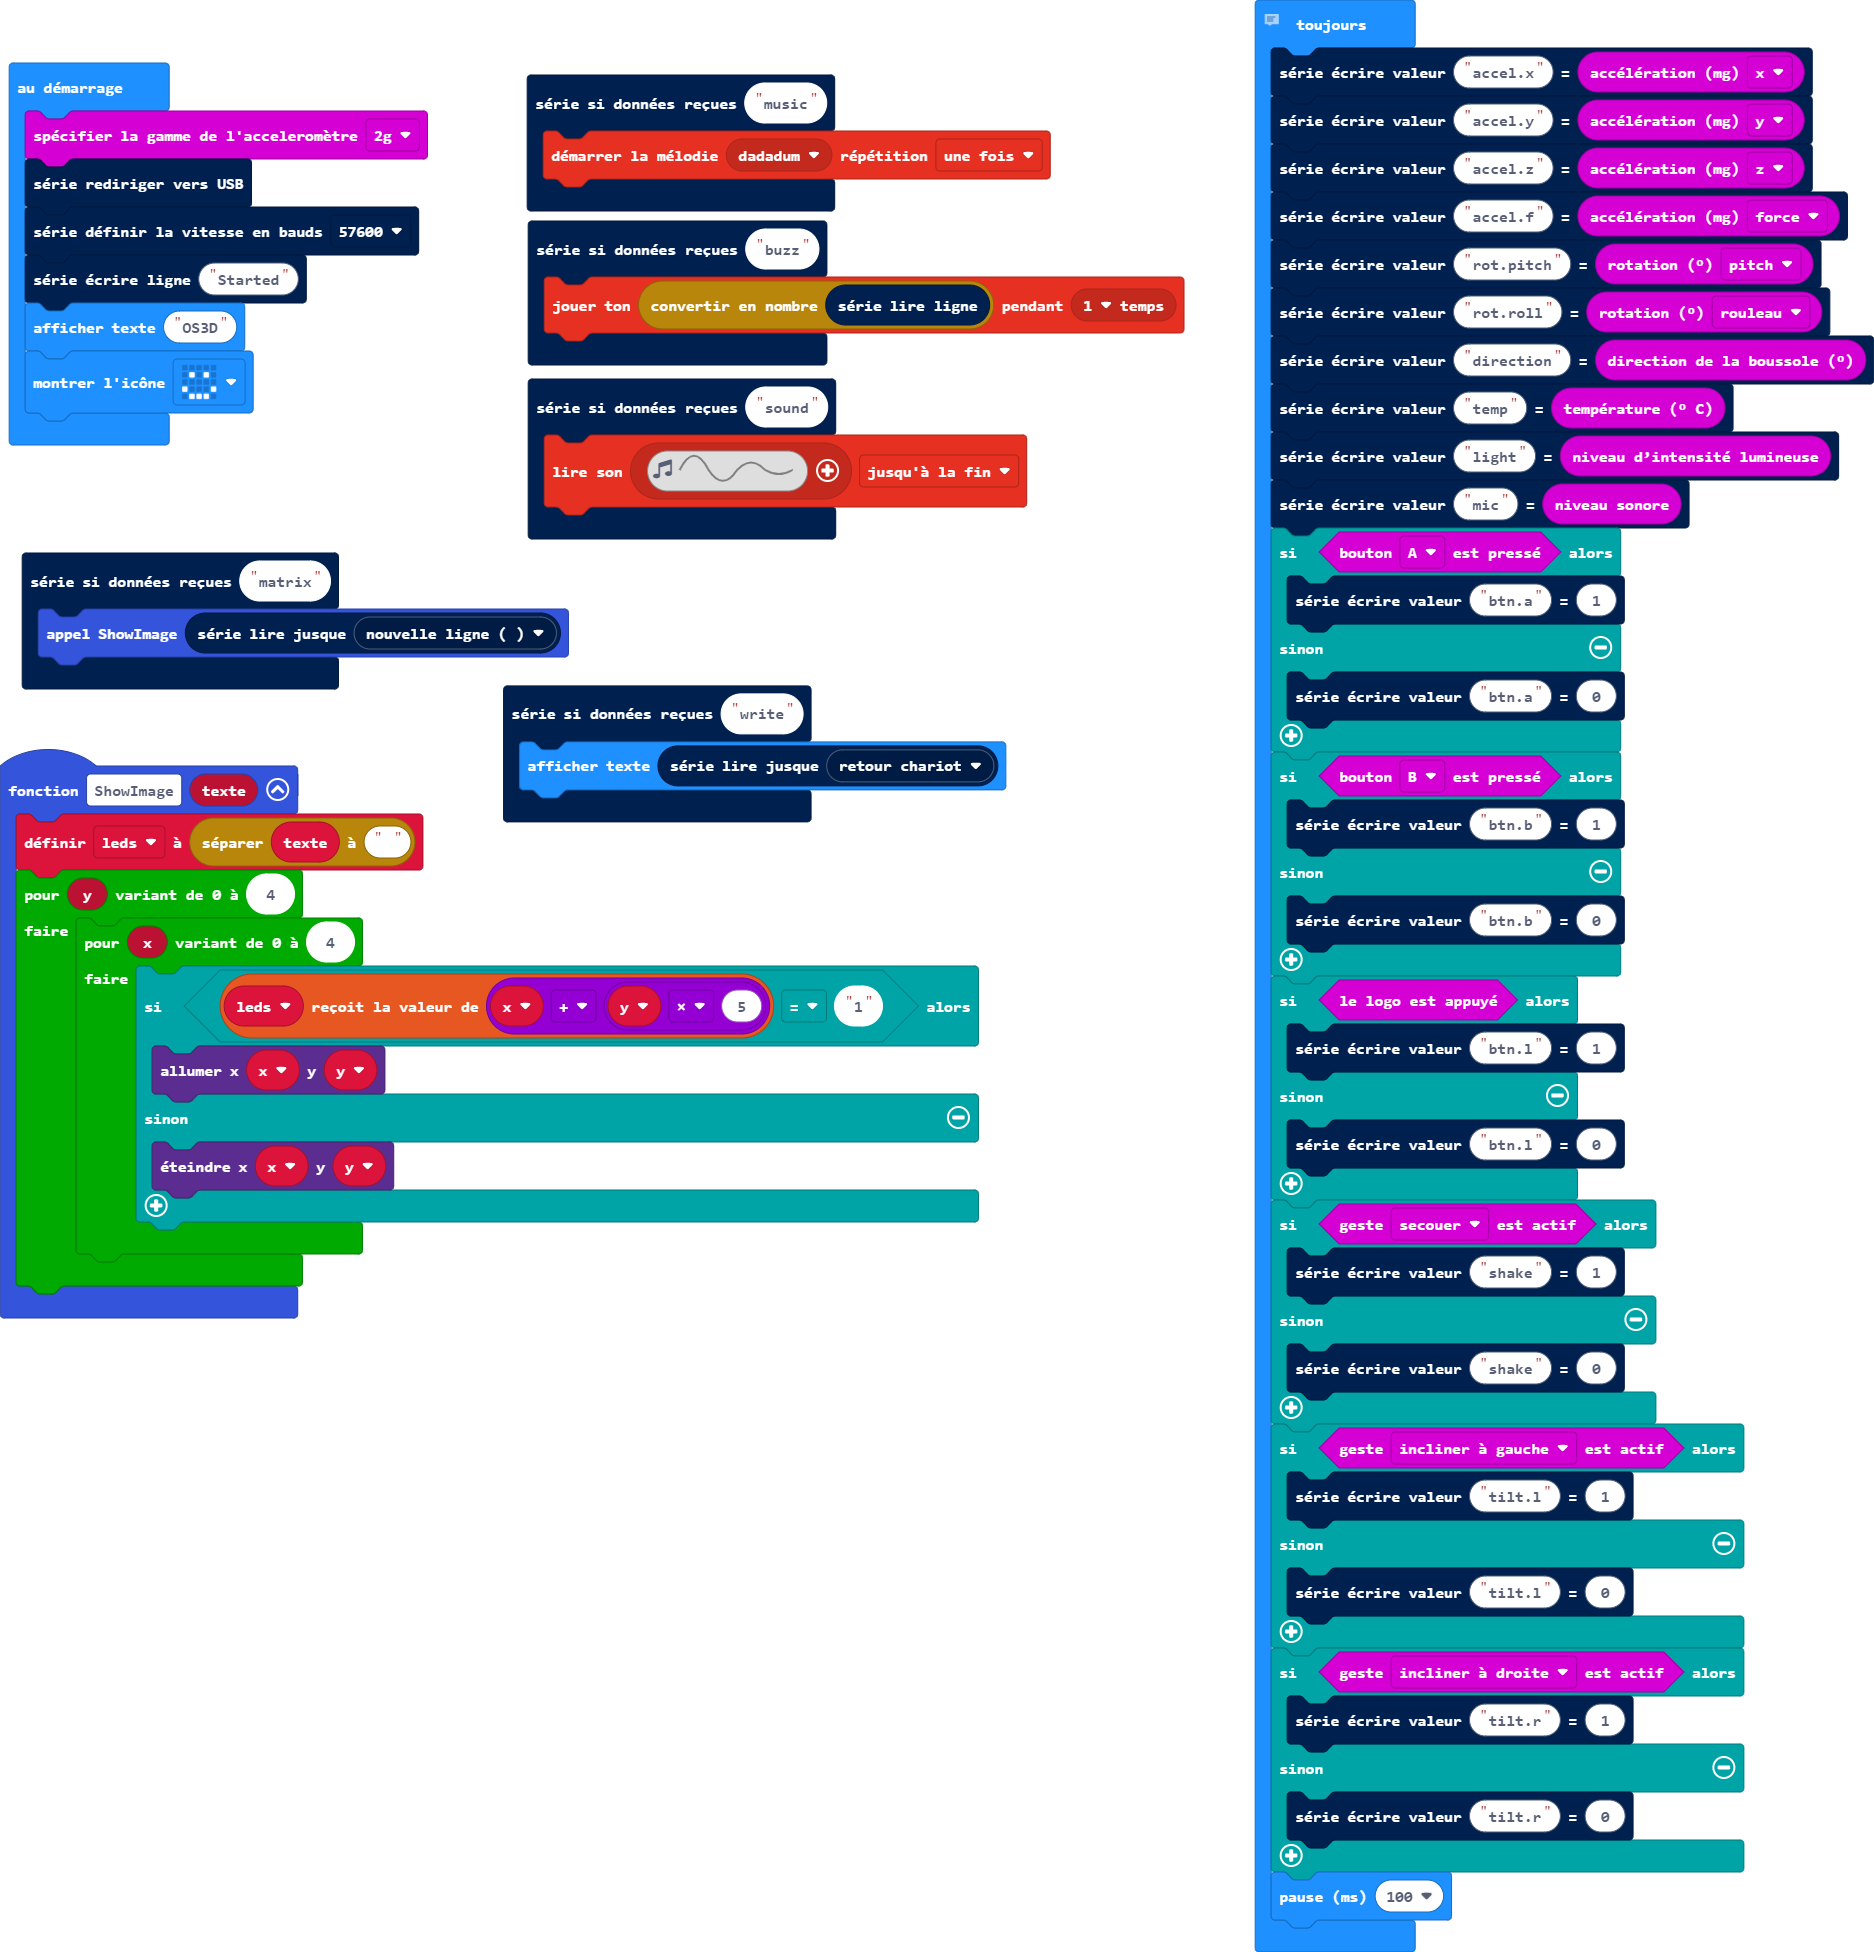 au démarrage
spécifier la gamme de l'acceleromètre 2g
série rediriger vers USB
série définir la vitesse en bauds 57600
série écrire ligne "Started"
afficher texte "OS3D"
montrer l'icône
série si données reçues "music"
démarrer la mélodie dadadum répétition une fois
série si données reçues "buzz"
jouer ton convertir en nombre série lire ligne pendant 1 temps
série si données reçues "sound"
lire son jusqu'à la fin
série si données reçues "matrix"
appel ShowImage série lire jusque nouvelle ligne ( )
série si données reçues "write"
afficher texte série lire jusque retour chariot
fonction ShowImage texte
définir leds à séparer texte à " "
pour y variant de 0 à 4
faire
pour x variant de 0 à 4
faire
si leds reçoit la valeur de x + y × 5 = "1" alors
allumer x x y y
sinon
éteindre x x y y
toujours
série écrire valeur "accel.x" = accélération (mg) x
série écrire valeur "accel.y" = accélération (mg) y
série écrire valeur "accel.z" = accélération (mg) z
série écrire valeur "accel.f" = accélération (mg) force
série écrire valeur "rot.pitch" = rotation (º) pitch
série écrire valeur "rot.roll" = rotation (º) rouleau
série écrire valeur "direction" = direction de la boussole (º)
série écrire valeur "temp" = température (º C)
série écrire valeur "light" = niveau d’intensité lumineuse
série écrire valeur "mic" = niveau sonore
si bouton A est pressé alors
série écrire valeur "btn.a" = 1
sinon
série écrire valeur "btn.a" = 0
si bouton B est pressé alors
série écrire valeur "btn.b" = 1
sinon
série écrire valeur "btn.b" = 0
si le logo est appuyé alors
série écrire valeur "btn.l" = 1
sinon
série écrire valeur "btn.l" = 0
si geste secouer est actif alors
série écrire valeur "shake" = 1
sinon
série écrire valeur "shake" = 0
si geste incliner à gauche est actif alors
série écrire valeur "tilt.l" = 1
sinon
série écrire valeur "tilt.l" = 0
si geste incliner à droite est actif alors
série écrire valeur "tilt.r" = 1
sinon
série écrire valeur "tilt.r" = 0
pause (ms) 100